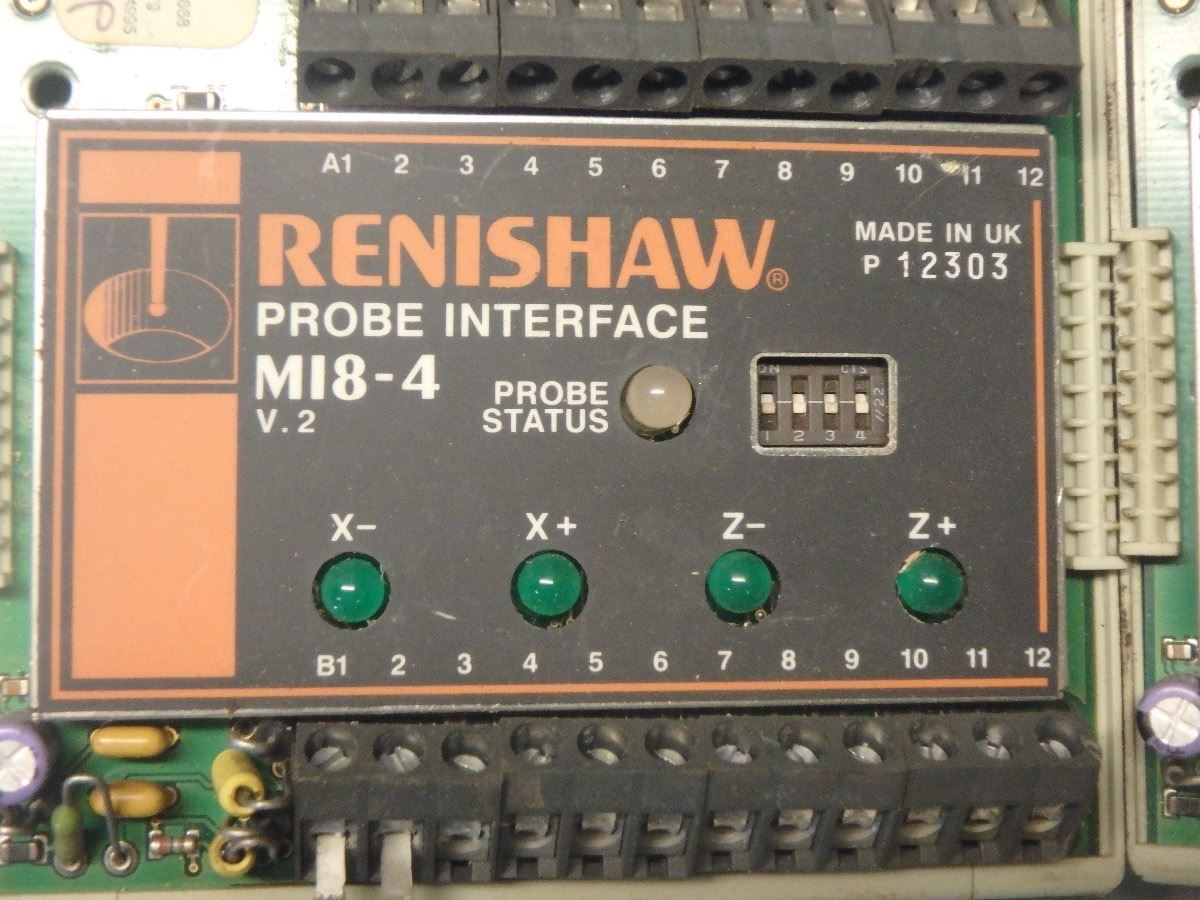 A1 2 3 4 5 6 7 8 9 10 11 12
RENISHAW®
MADE IN UK
P 12303
PROBE INTERFACE
MI8-4
V.2
PROBE
STATUS
ON CTS
1 2 3 4
X- X+ Z- Z+
B1 2 3 4 5 6 7 8 9 10 11 12